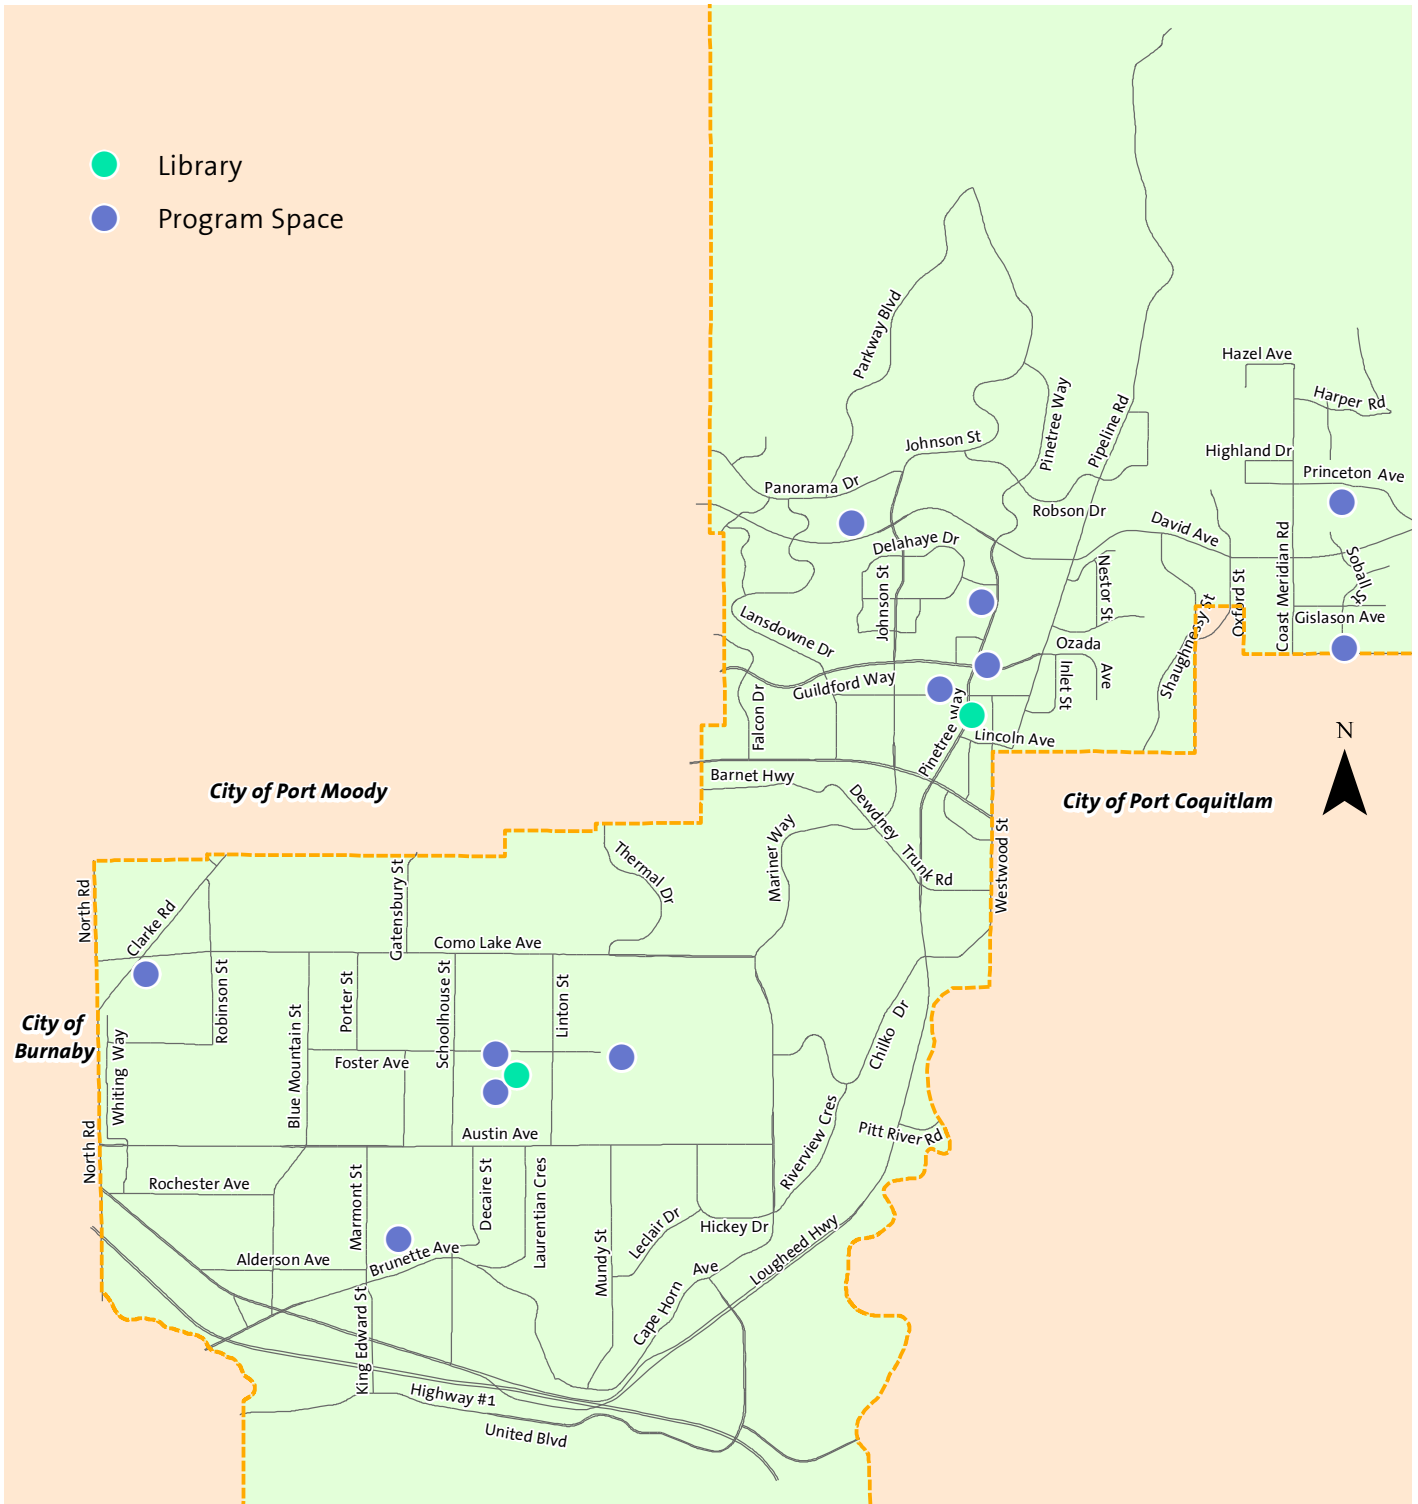 Library
Program Space
Parkway Blvd
Hazel Ave
Harper Rd
Pinetree Way
Pipeline Rd
Johnson St
Highland Dr
Princeton Ave
Panorama Dr
Robson Dr
David Ave
Delahaye Dr
Coast Meridian Rd
Soball St
Nestor St
Johnson St
Oxford St
Shaughnessy St
Gislason Ave
Lansdowne Dr
Ozada
Ave
Inlet St
Guildford Way
Falcon Dr
Pinetree Way
Lincoln Ave
N
Barnet Hwy
City of Port Moody
City of Port Coquitlam
Dewdney
Trunk Rd
Mariner Way
Westwood St
Thermal Dr
North Rd
Clarke Rd
Gatensbury St
Como Lake Ave
Robinson St
Porter St
Schoolhouse St
Linton St
Blue Mountain St
City of
Burnaby
Whiting Way
Foster Ave
Chilko Dr
Riverview Cres
Pitt River Rd
North Rd
Austin Ave
Rochester Ave
Marmont St
Decaire St
Laurentian Cres
Mundy St
Leclair Dr
Hickey Dr
Alderson Ave
Brunette Ave
Lougheed Hwy
Cape Horn
Ave
King Edward St
Highway #1
United Blvd